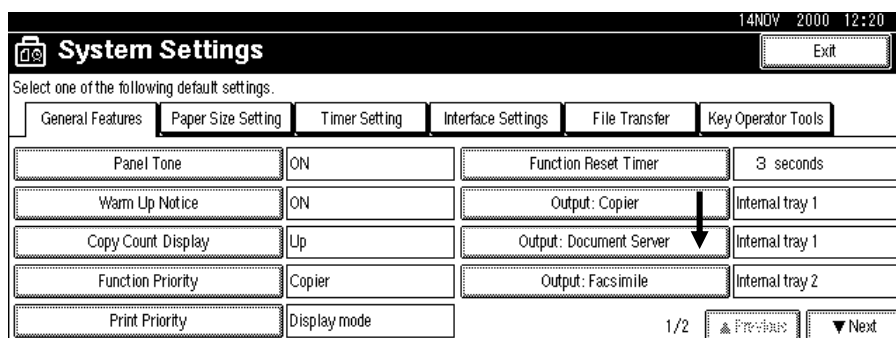 14NOV 2000 12:20
System Settings
Exit
Select one of the following default settings.
General Features Paper Size Setting Timer Setting Interface Settings File Transfer Key Operator Tools
Panel Tone ON Function Reset Timer 3 seconds
Warm Up Notice ON Output: Copier Internal tray 1
Copy Count Display Up Output: Document Server Internal tray 1
Function Priority Copier Output: Facsimile Internal tray 2
Print Priority Display mode 1/2 ▲Previous ▼Next